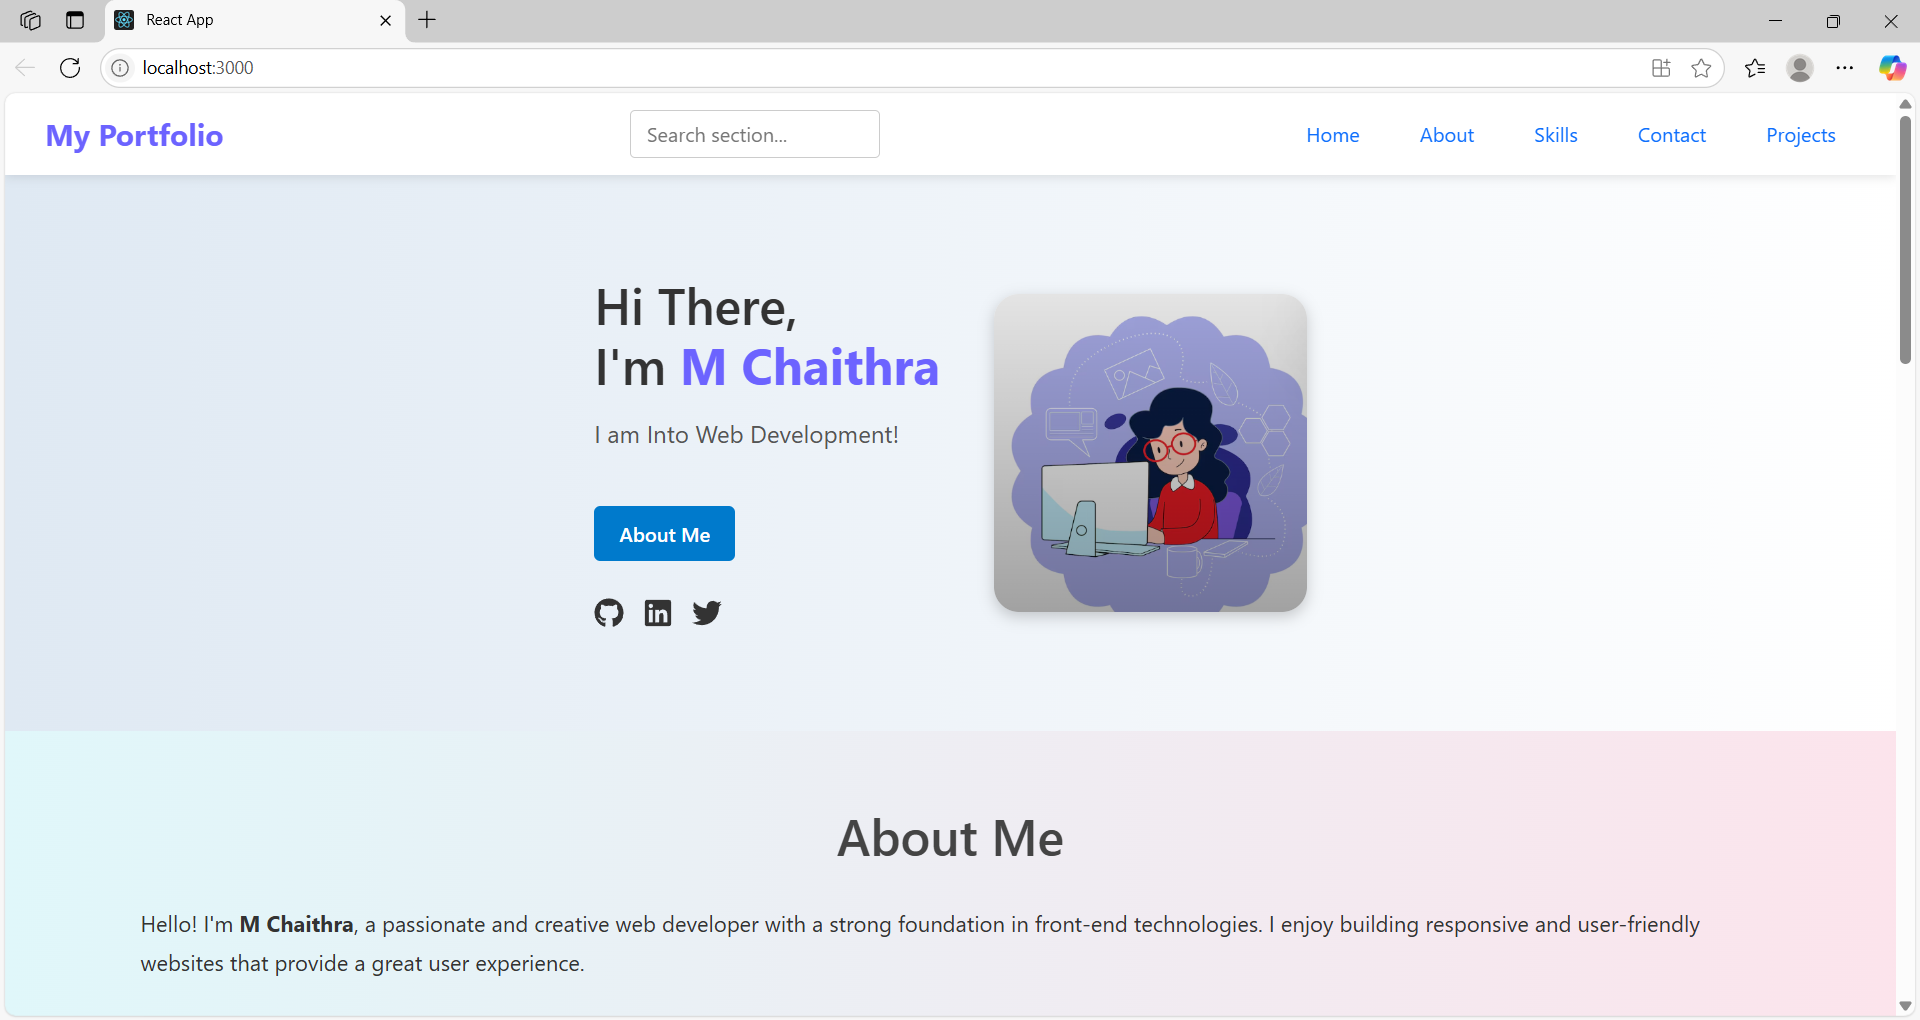 React App
localhost:3000
My Portfolio
Search section...
Home
About
Skills
Contact
Projects
Hi There,
I'm M Chaithra
I am Into Web Development!
About Me
in
About Me
Hello! I'm M Chaithra, a passionate and creative web developer with a strong foundation in front-end technologies. I enjoy building responsive and user-friendly
websites that provide a great user experience.